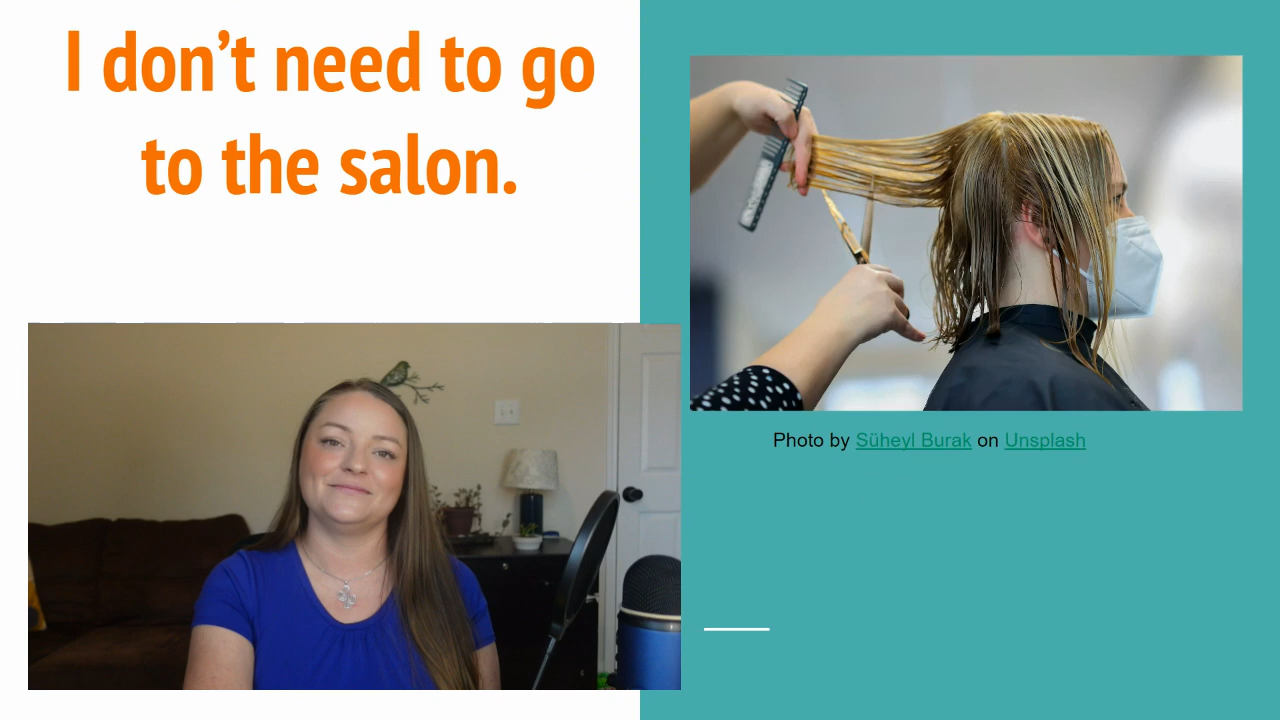 I don’t need to go
to the salon.
Photo by Süheyl Burak on Unsplash